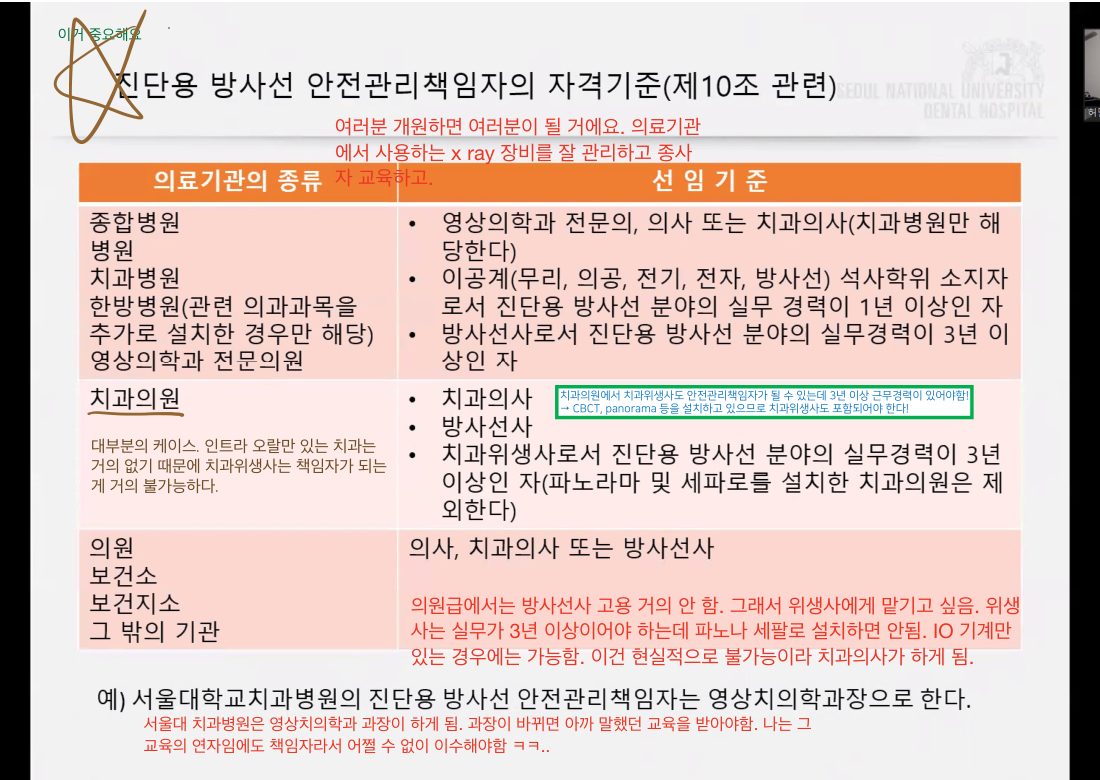 이거 중요해요
진단용 방사선 안전관리책임자의 자격기준(제10조 관련)
SEOUL NATIONAL UNIVERSITY
DENTAL HOSPITAL
여러분 개원하면 여러분이 될 거에요. 의료기관
에서 사용하는 x ray 장비를 잘 관리하고 종사
자 교육하고.
의료기관의 종류
선 임 기 준
종합병원
병원
치과병원
한방병원(관련 의과과목을
추가로 설치한 경우만 해당)
영상의학과 전문의원
• 영상의학과 전문의, 의사 또는 치과의사(치과병원만 해
당한다)
• 이공계(무리, 의공, 전기, 전자, 방사선) 석사학위 소지자
로서 진단용 방사선 분야의 실무 경력이 1년 이상인 자
• 방사선사로서 진단용 방사선 분야의 실무경력이 3년 이
상인 자
치과의원
대부분의 케이스. 인트라 오랄만 있는 치과는
거의 없기 때문에 치과위생사는 책임자가 되는
게 거의 불가능하다.
• 치과의사
치과의원에서 치과위생사도 안전관리책임자가 될 수 있는데 3년 이상 근무경력이 있어야함!
→ CBCT, panorama 등을 설치하고 있으므로 치과위생사도 포함되어야 한다!
• 방사선사
• 치과위생사로서 진단용 방사선 분야의 실무경력이 3년
이상인 자(파노라마 및 세파로를 설치한 치과의원은 제
외한다)
의원
보건소
보건지소
그 밖의 기관
의사, 치과의사 또는 방사선사
의원급에서는 방사선사 고용 거의 안 함. 그래서 위생사에게 맡기고 싶음. 위생
사는 실무가 3년 이상이어야 하는데 파노나 세팔로 설치하면 안됨. IO 기계만
있는 경우에는 가능함. 이건 현실적으로 불가능이라 치과의사가 하게 됨.
예) 서울대학교치과병원의 진단용 방사선 안전관리책임자는 영상치의학과장으로 한다.
서울대 치과병원은 영상치의학과 과장이 하게 됨. 과장이 바뀌면 아까 말했던 교육을 받아야함. 나는 그
교육의 연자임에도 책임자라서 어쩔 수 없이 이수해야함 ㅋㅋ..